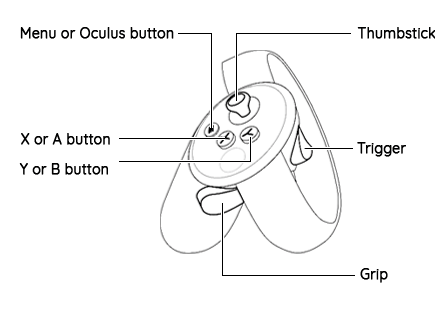 Menu or Oculus button
Thumbstick
X or A button
Trigger
Y or B button
Grip